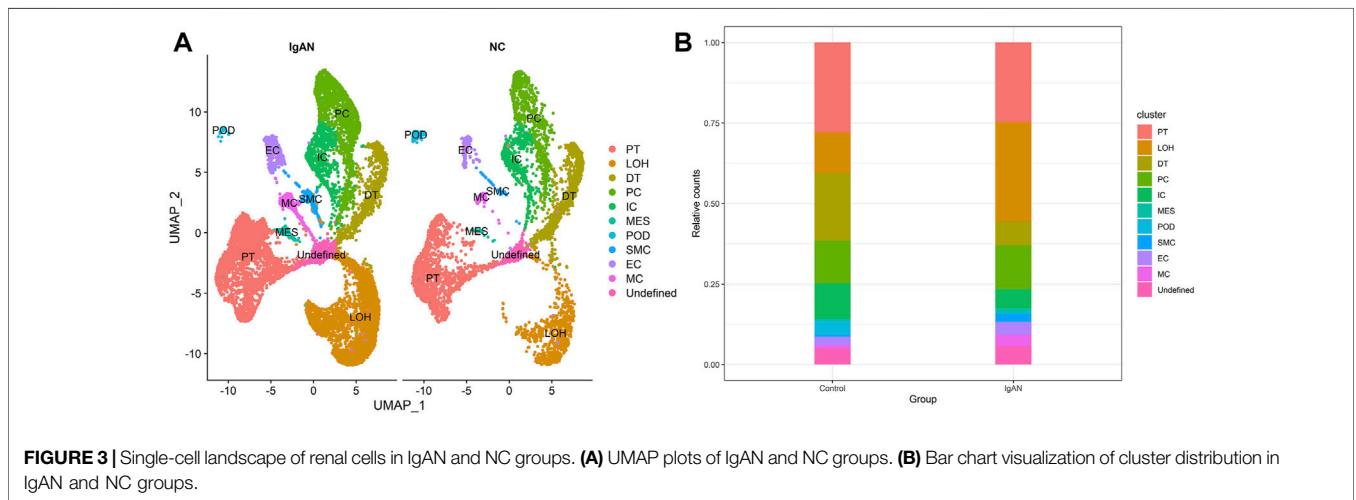 A
IgAN
NC
10
5
0
-5
-10
UMAP_2
POD
EC
PC
IC
DT
MC
SMC
MES
PT
Undefined
LOH
POD
EC
PC
IC
DT
SMC
MC
MES
Undefined
PT
LOH
-10
-5
0
5
-10
-5
0
5
UMAP_1
PT
LOH
DT
PC
IC
MES
POD
SMC
EC
MC
Undefined
B
1.00
0.75
0.50
0.25
0.00
Relative counts
Control
IgAN
Group
cluster
PT
LOH
DT
PC
IC
MES
POD
SMC
EC
MC
Undefined
FIGURE 3 | Single-cell landscape of renal cells in IgAN and NC groups. (A) UMAP plots of IgAN and NC groups. (B) Bar chart visualization of cluster distribution in
IgAN and NC groups.